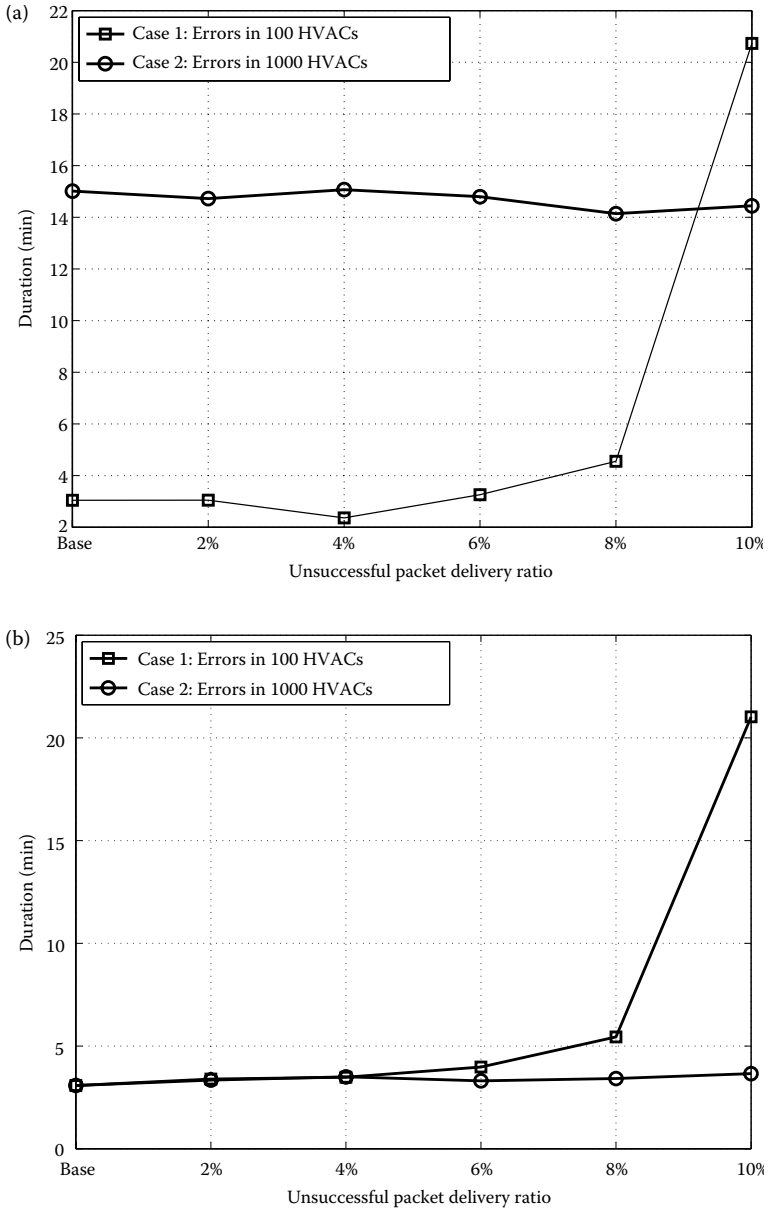 (a)
22
20
18
16
14
12
10
8
6
4
2
Duration (min)
Case 1: Errors in 100 HVACs
Case 2: Errors in 1000 HVACs
Base 2% 4% 6% 8% 10%
Unsuccessful packet delivery ratio
(b)
25
20
15
10
5
0
Duration (min)
Case 1: Errors in 100 HVACs
Case 2: Errors in 1000 HVACs
Base 2% 4% 6% 8% 10%
Unsuccessful packet delivery ratio